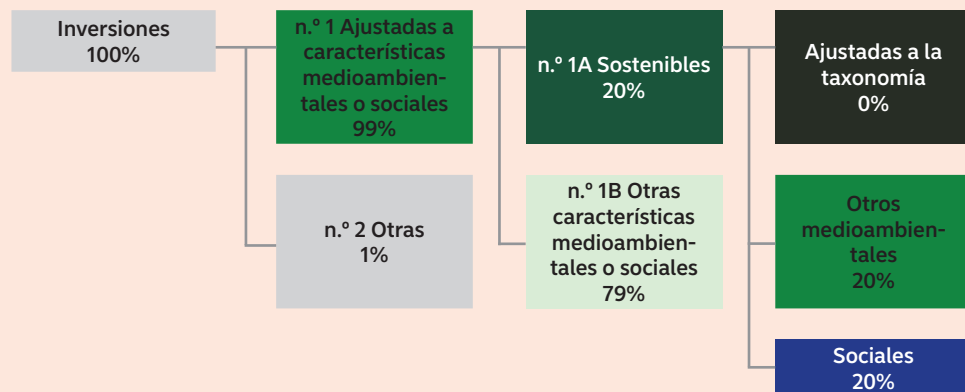 Inversiones
100%
n.º 1 Ajustadas a
características
medioambien-
tales o sociales
99%
n.º 1A Sostenibles
20%
Ajustadas a la
taxonomía
0%
n.º 2 Otras
1%
n.º 1B Otras
características
medioambien-
tales o sociales
79%
Otros
medioambien-
tales
20%
Sociales
20%